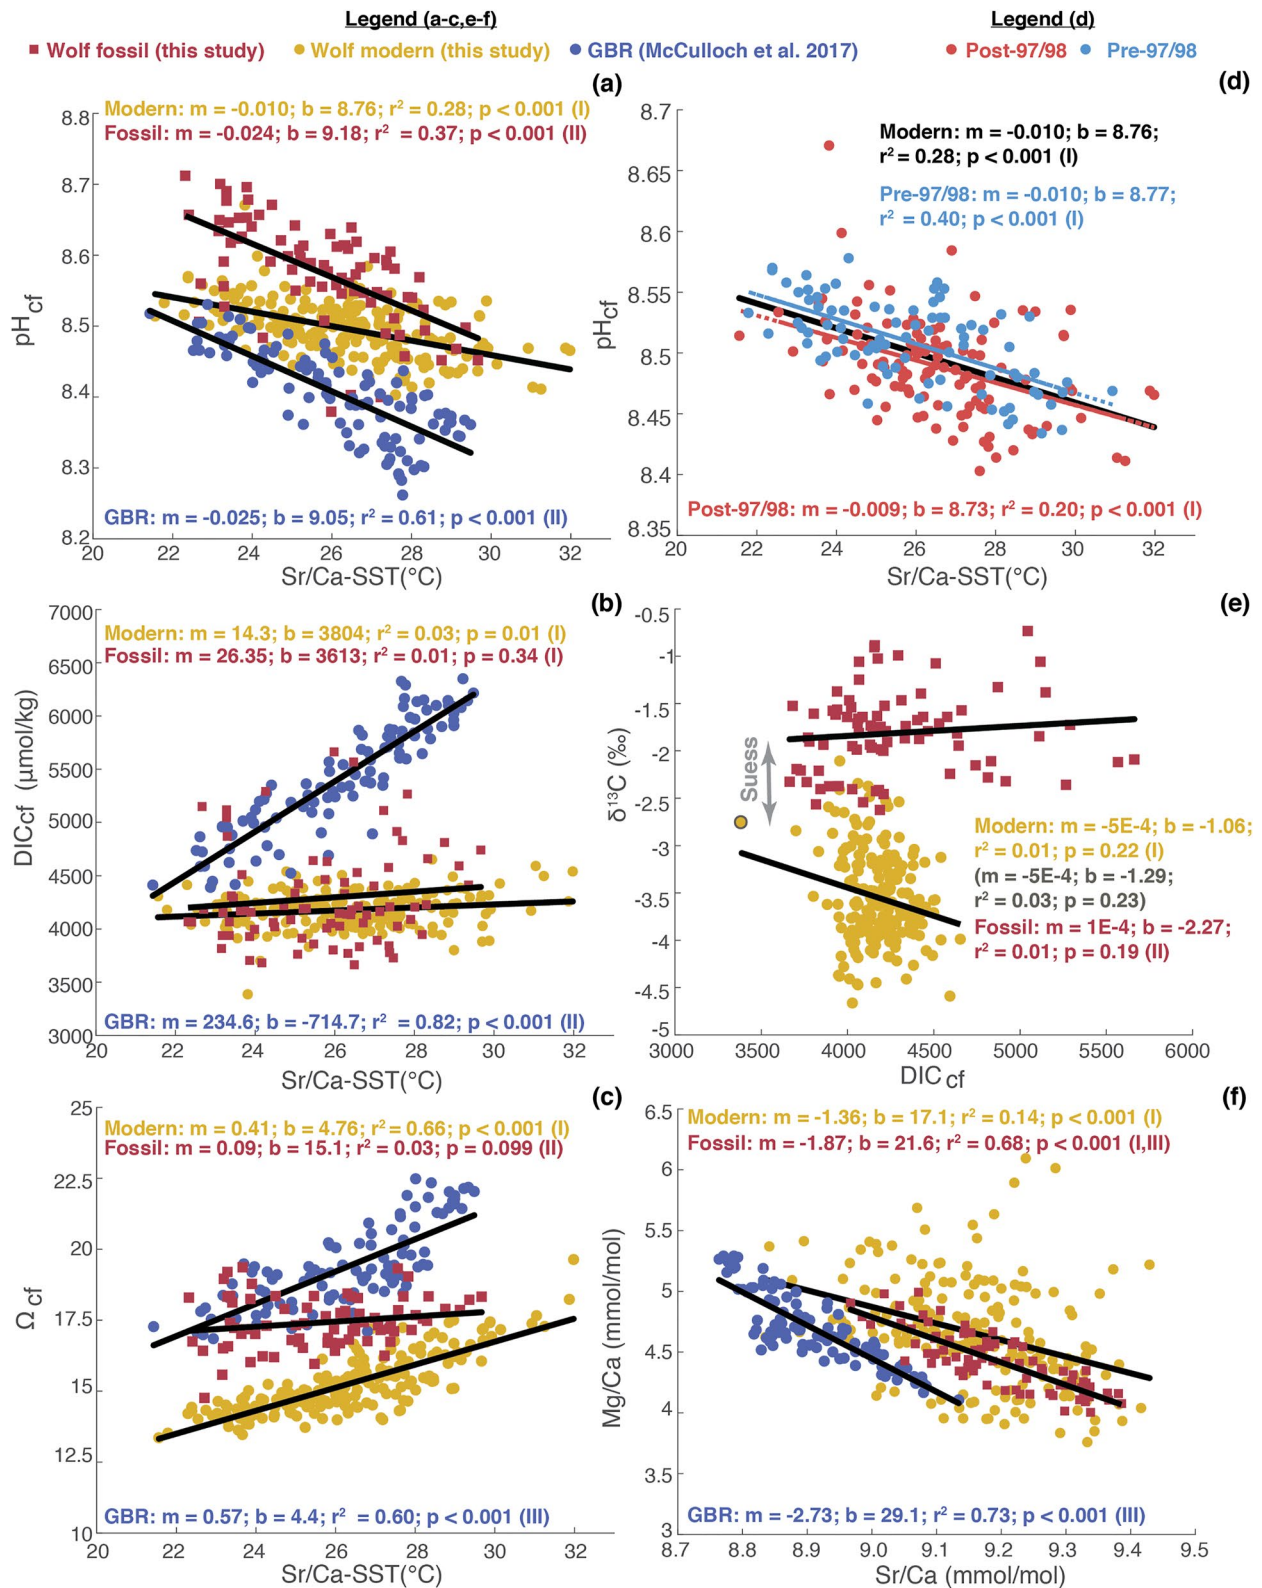 Legend (a-c,e-f)
Legend (d)
Wolf fossil (this study)
Wolf modern (this study)
GBR (McCulloch et al. 2017)
Post-97/98
Pre-97/98
(a)
Modern: m = -0.010; b = 8.76; r² = 0.28; p < 0.001 (I)
Fossil: m = -0.024; b = 9.18; r² = 0.37; p < 0.001 (II)
8.8
8.7
8.6
8.5
8.4
8.3
8.2
pHcf
GBR: m = -0.025; b = 9.05; r² = 0.61; p < 0.001 (II)
20
22
24
26
28
30
32
Sr/Ca-SST(°C)
(d)
8.7
8.65
8.6
8.55
8.5
8.45
8.4
8.35
pHcf
Modern: m = -0.010; b = 8.76;
r² = 0.28; p < 0.001 (I)
Pre-97/98: m = -0.010; b = 8.77;
r² = 0.40; p < 0.001 (I)
Post-97/98: m = -0.009; b = 8.73; r² = 0.20; p < 0.001 (I)
20
22
24
26
28
30
32
Sr/Ca-SST(°C)
(b)
7000
6500
6000
5500
5000
4500
4000
3500
3000
DICcf (µmol/kg)
Modern: m = 14.3; b = 3804; r² = 0.03; p = 0.01 (I)
Fossil: m = 26.35; b = 3613; r² = 0.01; p = 0.34 (I)
GBR: m = 234.6; b = -714.7; r² = 0.82; p < 0.001 (II)
20
22
24
26
28
30
32
Sr/Ca-SST(°C)
(e)
-0.5
-1
-1.5
-2
-2.5
-3
-3.5
-4
-4.5
-5
δ¹³C (‰)
Suess
Modern: m = -5E-4; b = -1.06;
r² = 0.01; p = 0.22 (I)
(m = -5E-4; b = -1.29;
r² = 0.03; p = 0.23)
Fossil: m = 1E-4; b = -2.27;
r² = 0.01; p = 0.19 (II)
3000
3500
4000
4500
5000
5500
6000
DICcf
(c)
25
22.5
20
17.5
15
12.5
10
Ωcf
Modern: m = 0.41; b = 4.76; r² = 0.66; p < 0.001 (I)
Fossil: m = 0.09; b = 15.1; r² = 0.03; p = 0.099 (II)
GBR: m = 0.57; b = 4.4; r² = 0.60; p < 0.001 (III)
20
22
24
26
28
30
32
Sr/Ca-SST(°C)
(f)
6.5
6
5.5
5
4.5
4
3.5
3
Mg/Ca (mmol/mol)
Modern: m = -1.36; b = 17.1; r² = 0.14; p < 0.001 (I)
Fossil: m = -1.87; b = 21.6; r² = 0.68; p < 0.001 (I,III)
GBR: m = -2.73; b = 29.1; r² = 0.73; p < 0.001 (III)
8.7
8.8
8.9
9.0
9.1
9.2
9.3
9.4
9.5
Sr/Ca (mmol/mol)